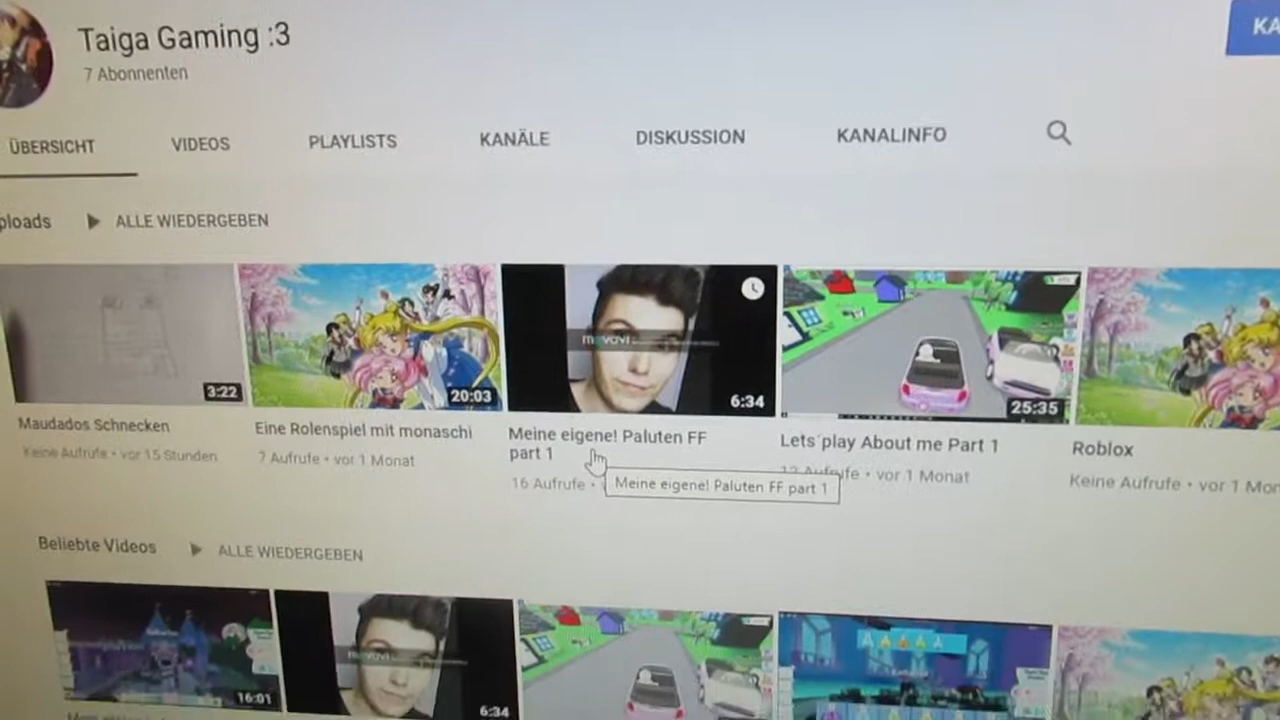 Taiga Gaming :3
7 Abonnenten
KA
ÜBERSICHT VIDEOS PLAYLISTS KANÄLE DISKUSSION KANALINFO
ploads ALLE WIEDERGEBEN
movavi
3:22 20:03 6:34 25:35
Maudados Schnecken
Keine Aufrufe • vor 15 Stunden
Eine Rolenspiel mit monaschi
7 Aufrufe • vor 1 Monat
Meine eigene! Paluten FF
part 1
16 Aufrufe •
Meine eigene! Paluten FF part 1
Lets´play About me Part 1
12 Aufrufe • vor 1 Monat
Roblox
Keine Aufrufe • vor 1 Mon
Beliebte Videos ALLE WIEDERGEBEN
movavi
16:01 6:34